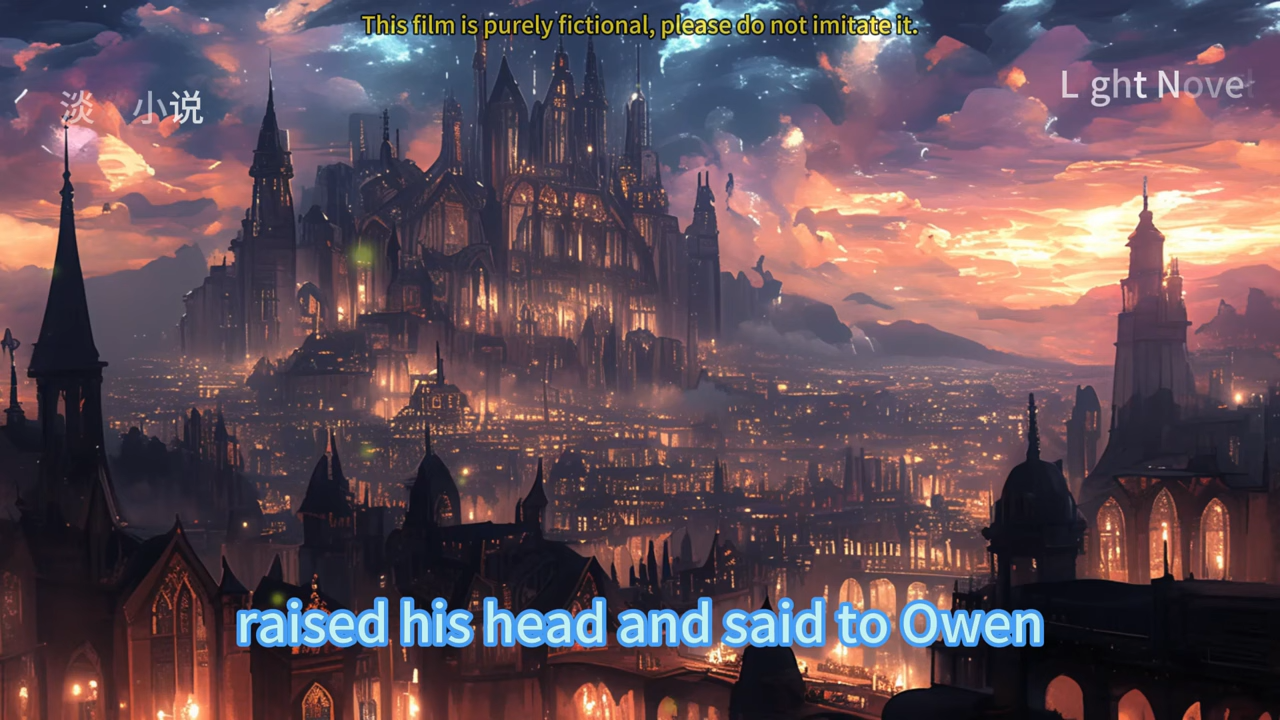 This film is purely fictional, please do not imitate it.
L ght Nove
淡 小说
raised his head and said to Owen